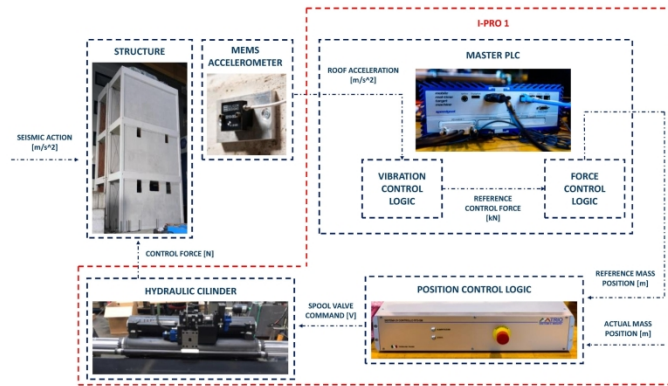 I-PRO 1
STRUCTURE
MEMS
ACCELEROMETER
MASTER PLC
ROOF ACCELERATION
[m/s^2]
SEISMIC ACTION
[m/s^2]
VIBRATION
CONTROL
LOGIC
REFERENCE
CONTROL FORCE
[kN]
FORCE
CONTROL
LOGIC
CONTROL FORCE [N]
REFERENCE MASS
POSITION [m]
HYDRAULIC CYLINDER
SPOOL VALVE
COMMAND [V]
POSITION CONTROL LOGIC
ACTUAL MASS
POSITION [m]